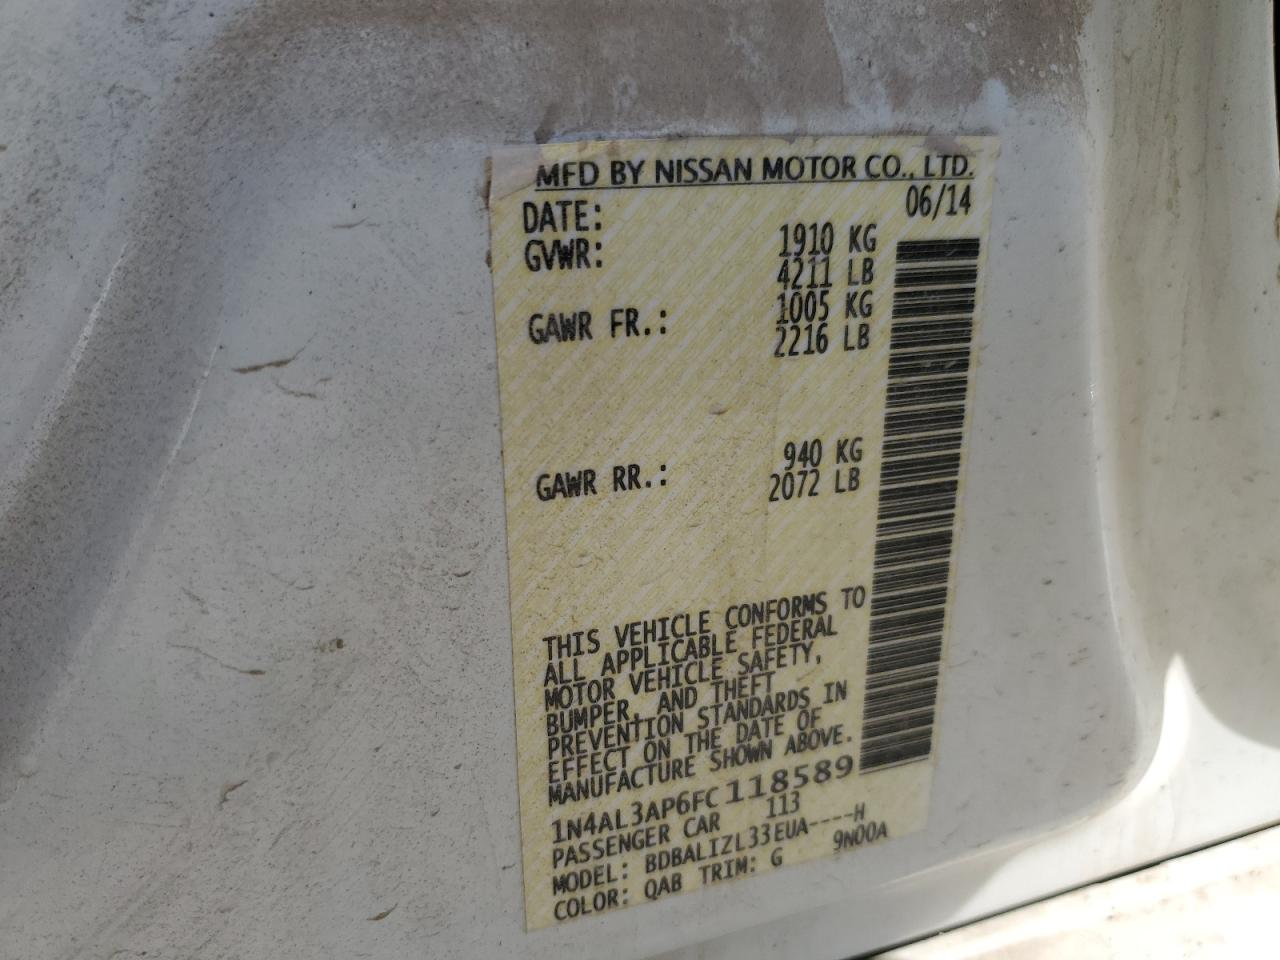 MFD BY NISSAN MOTOR CO., LTD.
DATE: 06/14
GVWR: 1910 KG
4211 LB
GAWR FR.: 1005 KG
2216 LB
GAWR RR.: 940 KG
2072 LB
THIS VEHICLE CONFORMS TO
ALL APPLICABLE FEDERAL
MOTOR VEHICLE SAFETY,
BUMPER, AND THEFT
PREVENTION STANDARDS IN
EFFECT ON THE DATE OF
MANUFACTURE SHOWN ABOVE.
1N4AL3AP6FC118589
PASSENGER CAR 113
MODEL: BDBALIZL33EUA----H
COLOR: QAB TRIM: G 9N00A